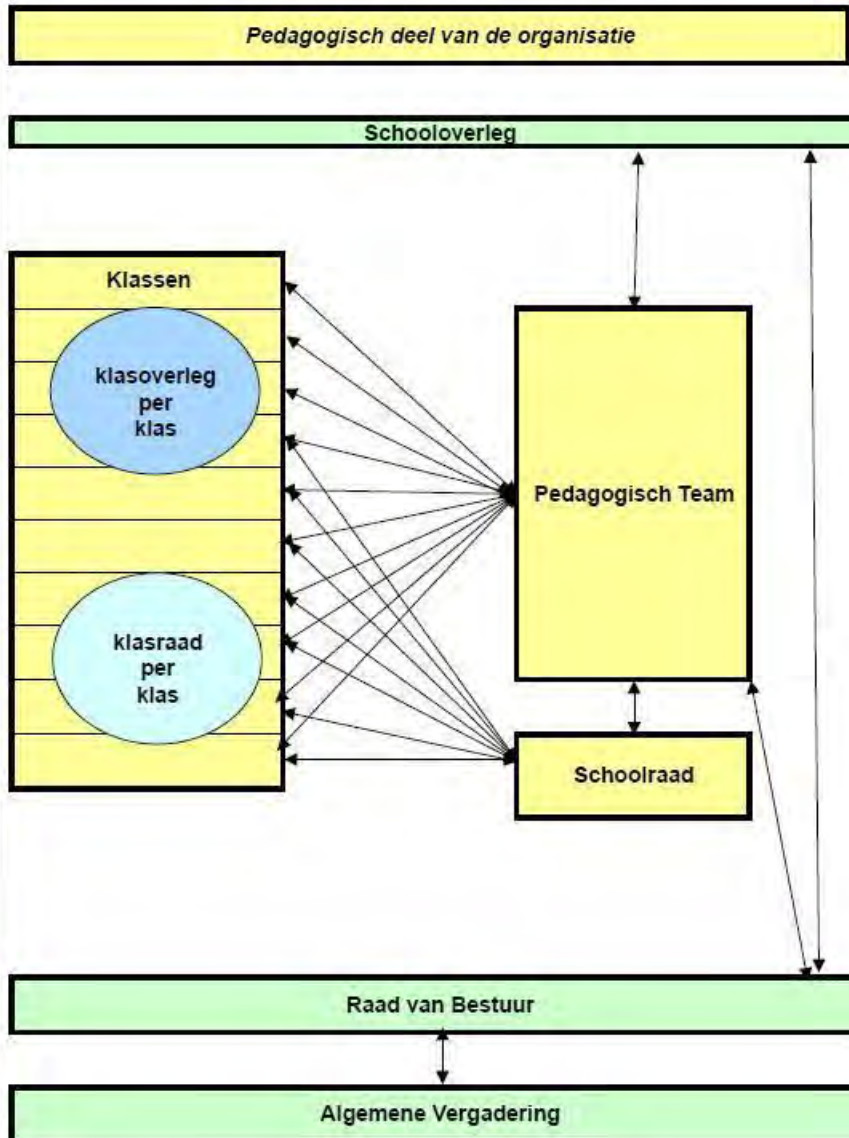 Pedagogisch deel van de organisatie
Schooloverleg
Klassen
klasoverleg
per
klas
Pedagogisch Team
klasraad
per
klas
Schoolraad
Raad van Bestuur
Algemene Vergadering